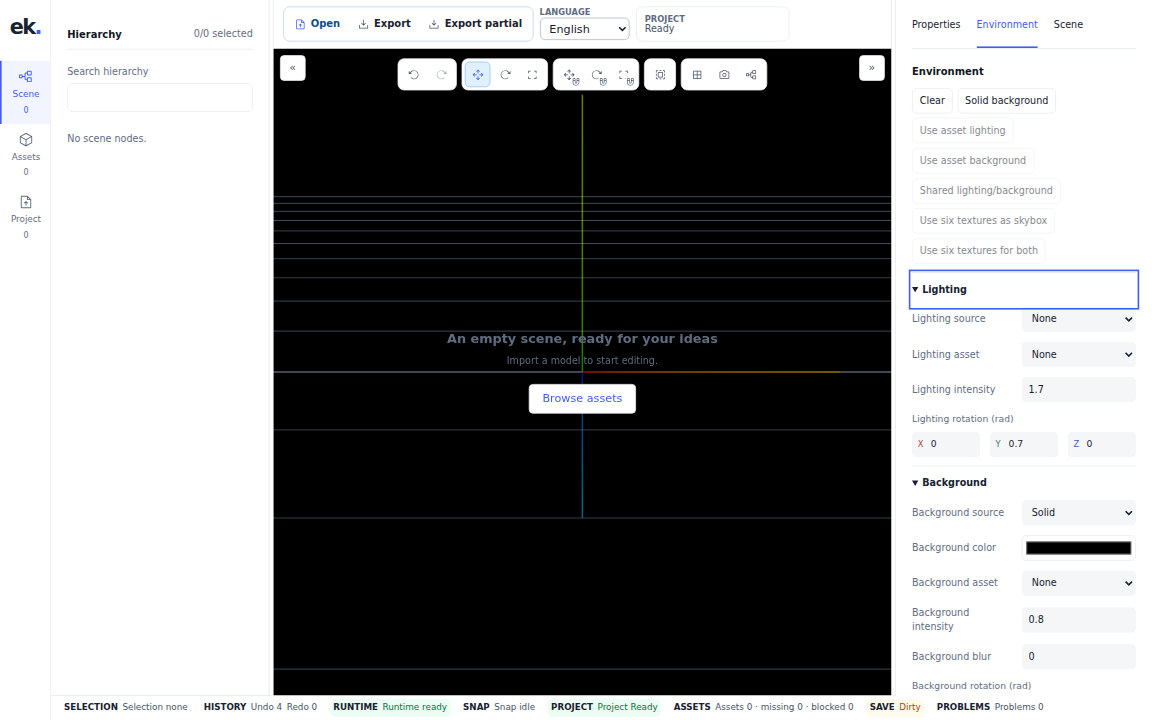 ek.
Scene
0
Assets
0
Project
0
Hierarchy
0/0 selected
Search hierarchy
No scene nodes.
Open
Export
Export partial
LANGUAGE
English
PROJECT
Ready
«
»
An empty scene, ready for your ideas
Import a model to start editing.
Browse assets
Properties
Environment
Scene
Environment
Clear
Solid background
Use asset lighting
Use asset background
Shared lighting/background
Use six textures as skybox
Use six textures for both
Lighting
Lighting source
None
Lighting asset
None
Lighting intensity
1.7
Lighting rotation (rad)
X 0
Y 0.7
Z 0
Background
Background source
Solid
Background color
Background asset
None
Background
intensity
0.8
Background blur
0
Background rotation (rad)
SELECTION Selection none
HISTORY Undo 4 Redo 0
RUNTIME Runtime ready
SNAP Snap idle
PROJECT Project Ready
ASSETS Assets 0 · missing 0 · blocked 0
SAVE Dirty
PROBLEMS Problems 0